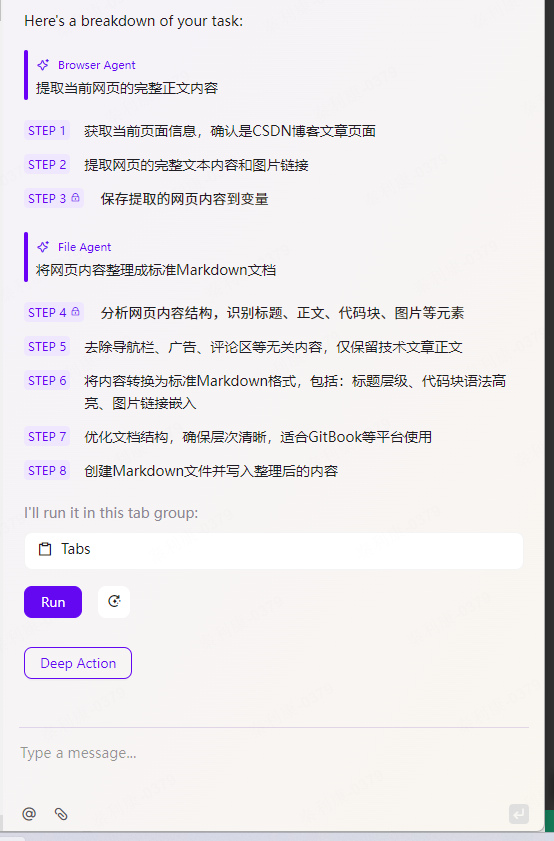 Here's a breakdown of your task:
Browser Agent
提取当前网页的完整正文内容
STEP 1 获取当前页面信息，确认是CSDN博客文章页面
STEP 2 提取网页的完整文本内容和图片链接
STEP 3 保存提取的网页内容到变量
File Agent
将网页内容整理成标准Markdown文档
STEP 4 分析网页内容结构，识别标题、正文、代码块、图片等元素
STEP 5 去除导航栏、广告、评论区等无关内容，仅保留技术文章正文
STEP 6 将内容转换为标准Markdown格式，包括：标题层级、代码块语法高
亮、图片链接嵌入
STEP 7 优化文档结构，确保层次清晰，适合GitBook等平台使用
STEP 8 创建Markdown文件并写入整理后的内容
I'll run it in this tab group:
Tabs
Run
Deep Action
Type a message...